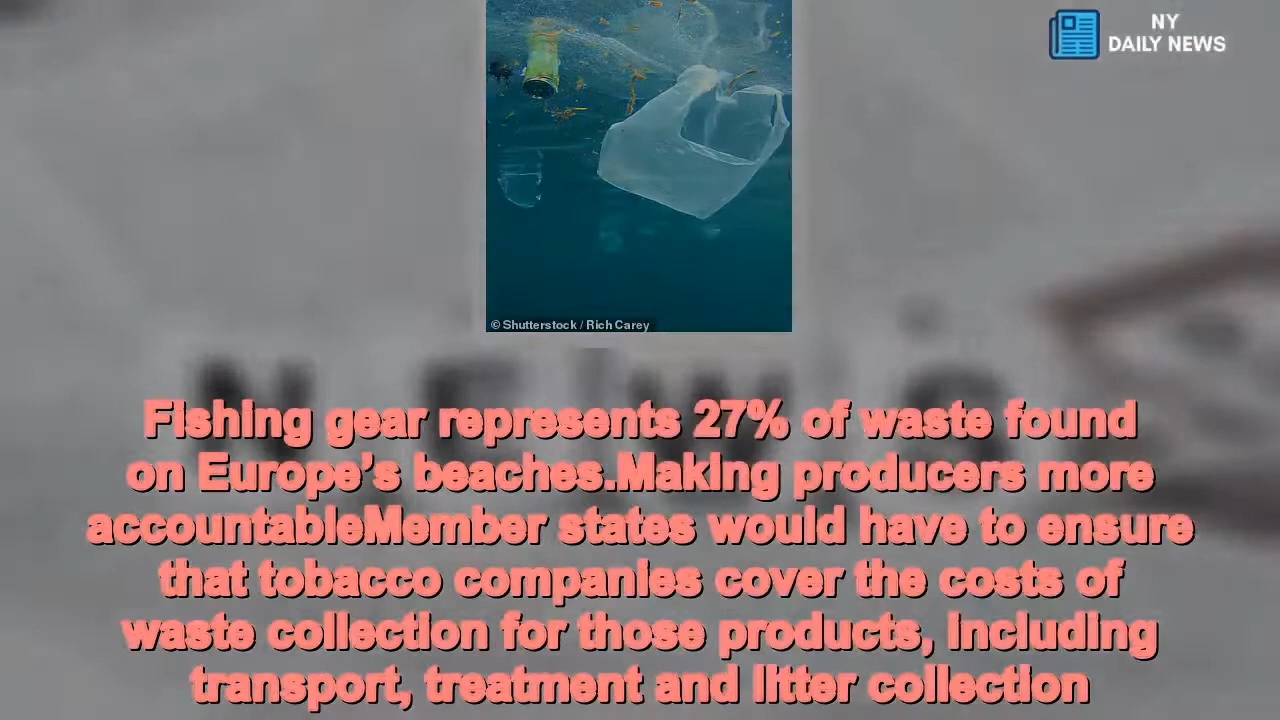 NY
DAILY NEWS
© Shutterstock / Rich Carey
NEWS
Fishing gear represents 27% of waste found
on Europe's beaches.Making producers more
accountableMember states would have to ensure
that tobacco companies cover the costs of
waste collection for those products, including
transport, treatment and litter collection